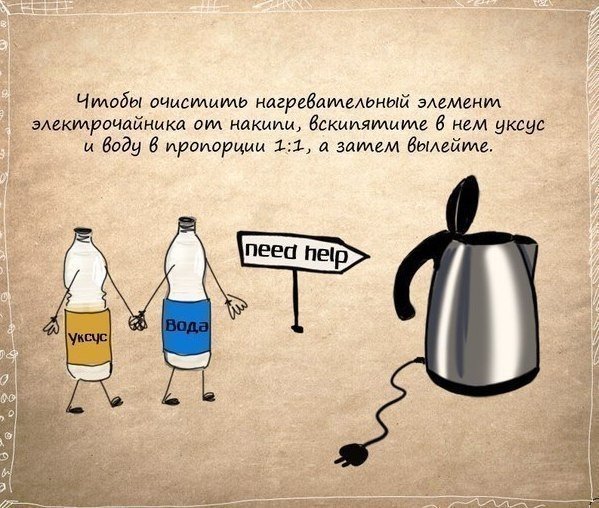 Чтобы очистить нагревательный элемент
электрочайника от накипи, вскипятите в нем уксус
и воду в пропорции 1:1, а затем вылейте.
need help
Уксус
Вода